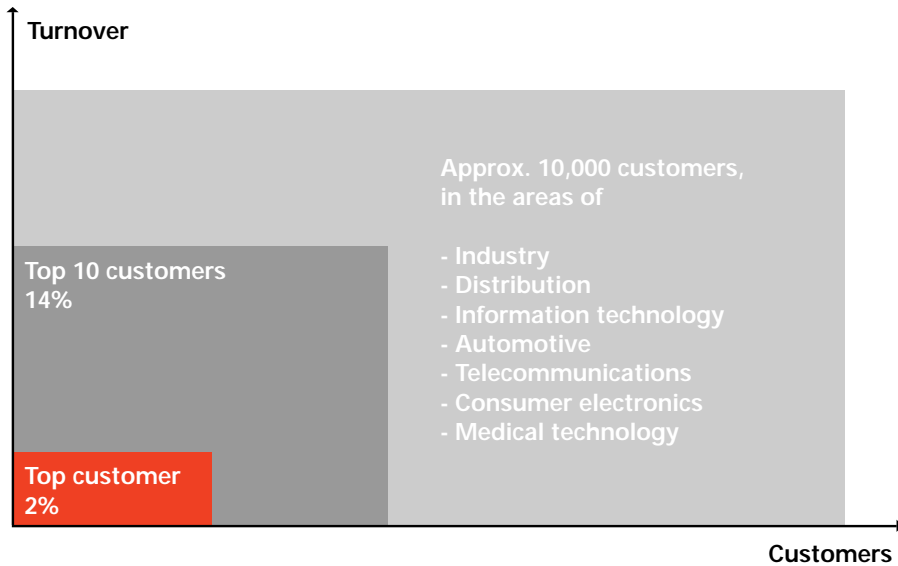 Turnover
Approx. 10,000 customers,
in the areas of
- Industry
- Distribution
- Information technology
- Automotive
- Telecommunications
- Consumer electronics
- Medical technology
Top 10 customers
14%
Top customer
2%
Customers